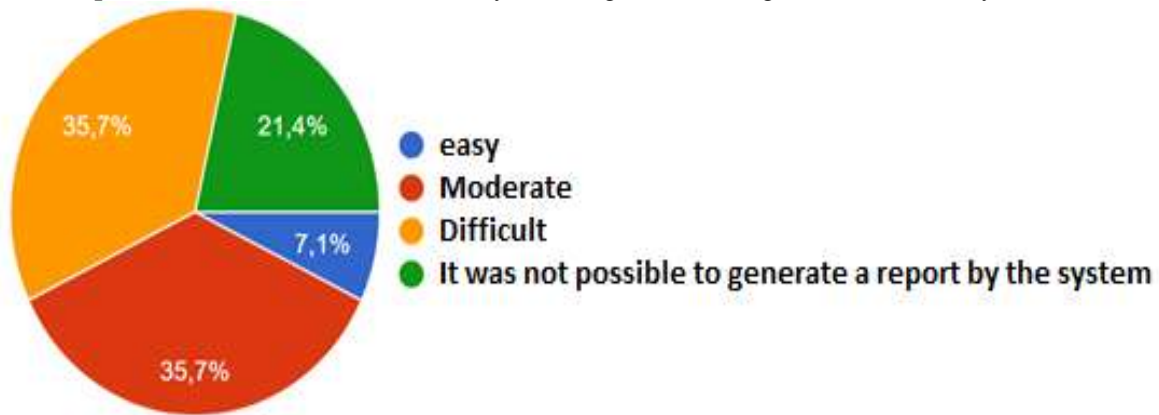 35,7%
21,4%
7,1%
35,7%
easy
Moderate
Difficult
It was not possible to generate a report by the system